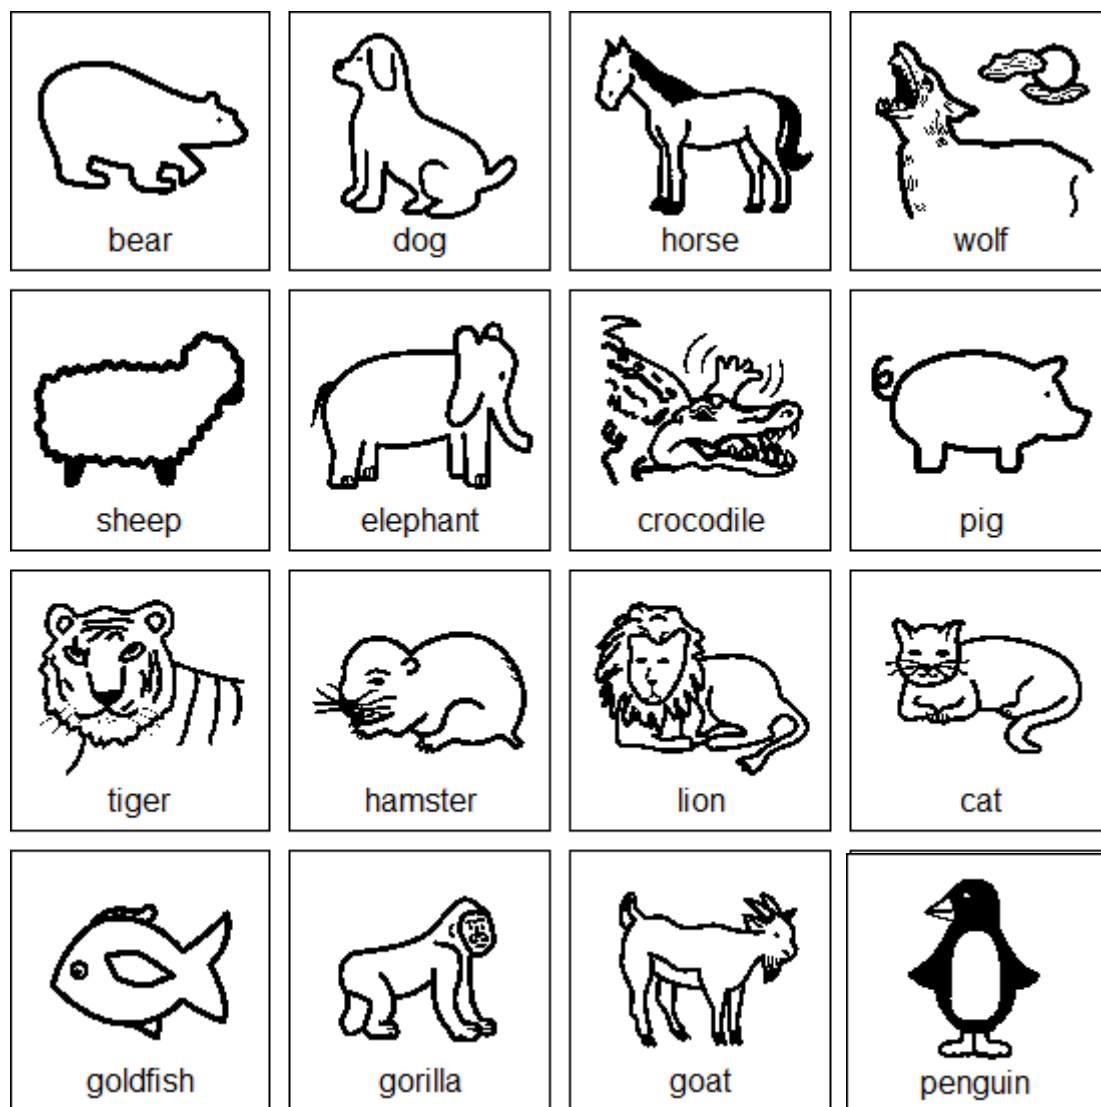 bear
dog
horse
wolf
sheep
elephant
crocodile
pig
tiger
hamster
lion
cat
goldfish
gorilla
goat
penguin